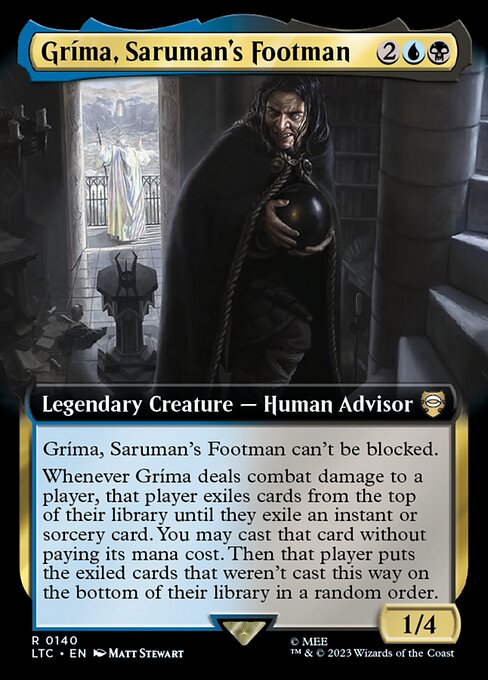 Gríma, Saruman's Footman 2
Legendary Creature — Human Advisor
Gríma, Saruman's Footman can't be blocked.
Whenever Gríma deals combat damage to a
player, that player exiles cards from the top
of their library until they exile an instant or
sorcery card. You may cast that card without
paying its mana cost. Then that player puts
the exiled cards that weren't cast this way on
the bottom of their library in a random order.
1/4
R 0140
LTC • EN Matt Stewart
© MEE
™ & © 2023 Wizards of the Coast